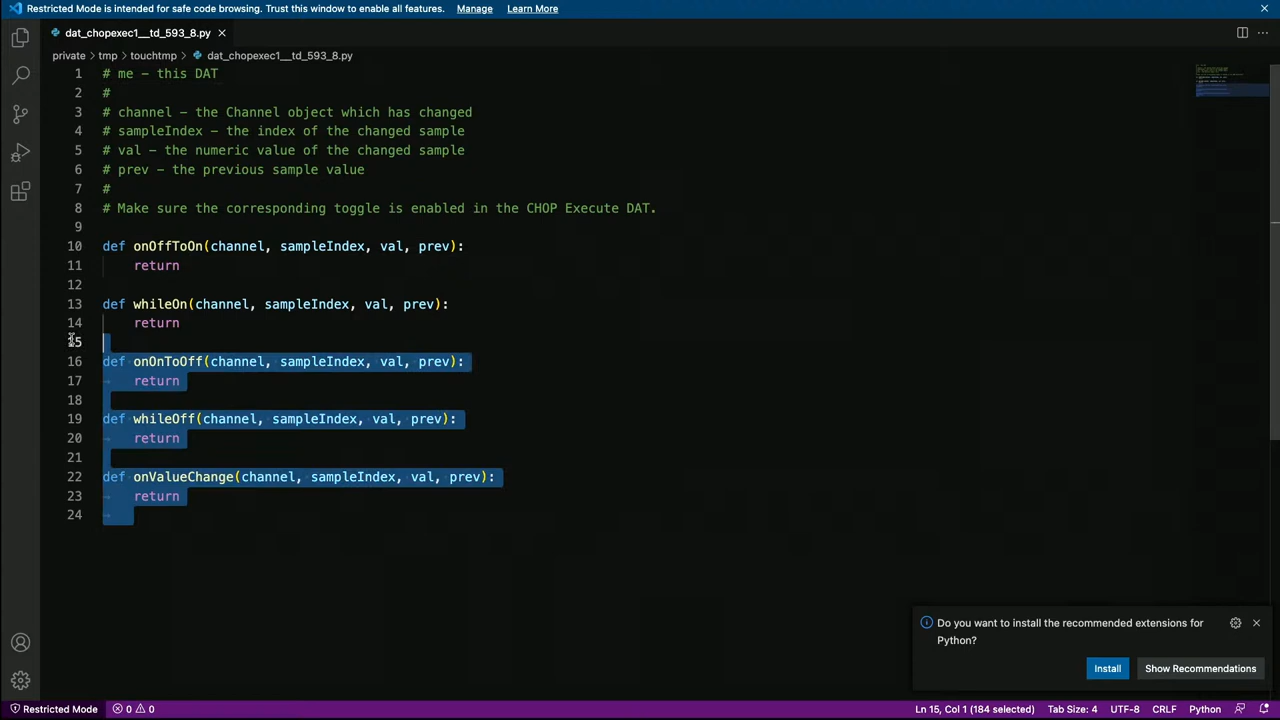 Restricted Mode is intended for safe code browsing. Trust this window to enable all features. Manage Learn More
dat_chopexec1__td_593_8.py
private > tmp > touchtmp > dat_chopexec1__td_593_8.py
1 # me - this DAT
2 #
3 # channel - the Channel object which has changed
4 # sampleIndex - the index of the changed sample
5 # val - the numeric value of the changed sample
6 # prev - the previous sample value
7 #
8 # Make sure the corresponding toggle is enabled in the CHOP Execute DAT.
9
10 def onOffToOn(channel, sampleIndex, val, prev):
11 return
12
13 def whileOn(channel, sampleIndex, val, prev):
14 return
15
16 def onOnToOff(channel, sampleIndex, val, prev):
17 return
18
19 def whileOff(channel, sampleIndex, val, prev):
20 return
21
22 def onValueChange(channel, sampleIndex, val, prev):
23 return
24
Do you want to install the recommended extensions for
Python?
Install Show Recommendations
Restricted Mode 0 0 Ln 15, Col 1 (184 selected) Tab Size: 4 UTF-8 CRLF Python